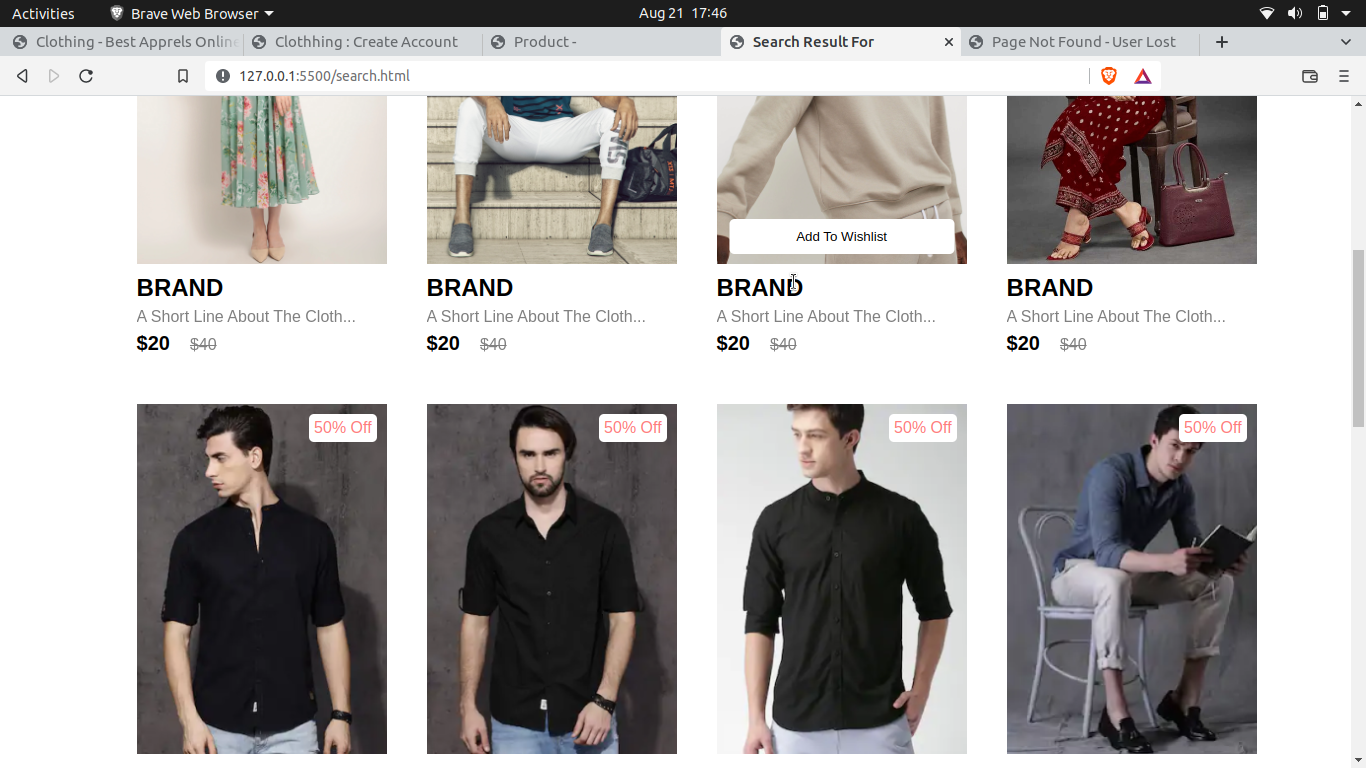 Activities Brave Web Browser Aug 21 17:46
Clothing - Best Apprels Online Clothhing : Create Account Product - Search Result For Page Not Found - User Lost
127.0.0.1:5500/search.html
Add To Wishlist
BRAND BRAND BRAND BRAND
A Short Line About The Cloth... A Short Line About The Cloth... A Short Line About The Cloth... A Short Line About The Cloth...
$20 $40 $20 $40 $20 $40 $20 $40
50% Off 50% Off 50% Off 50% Off